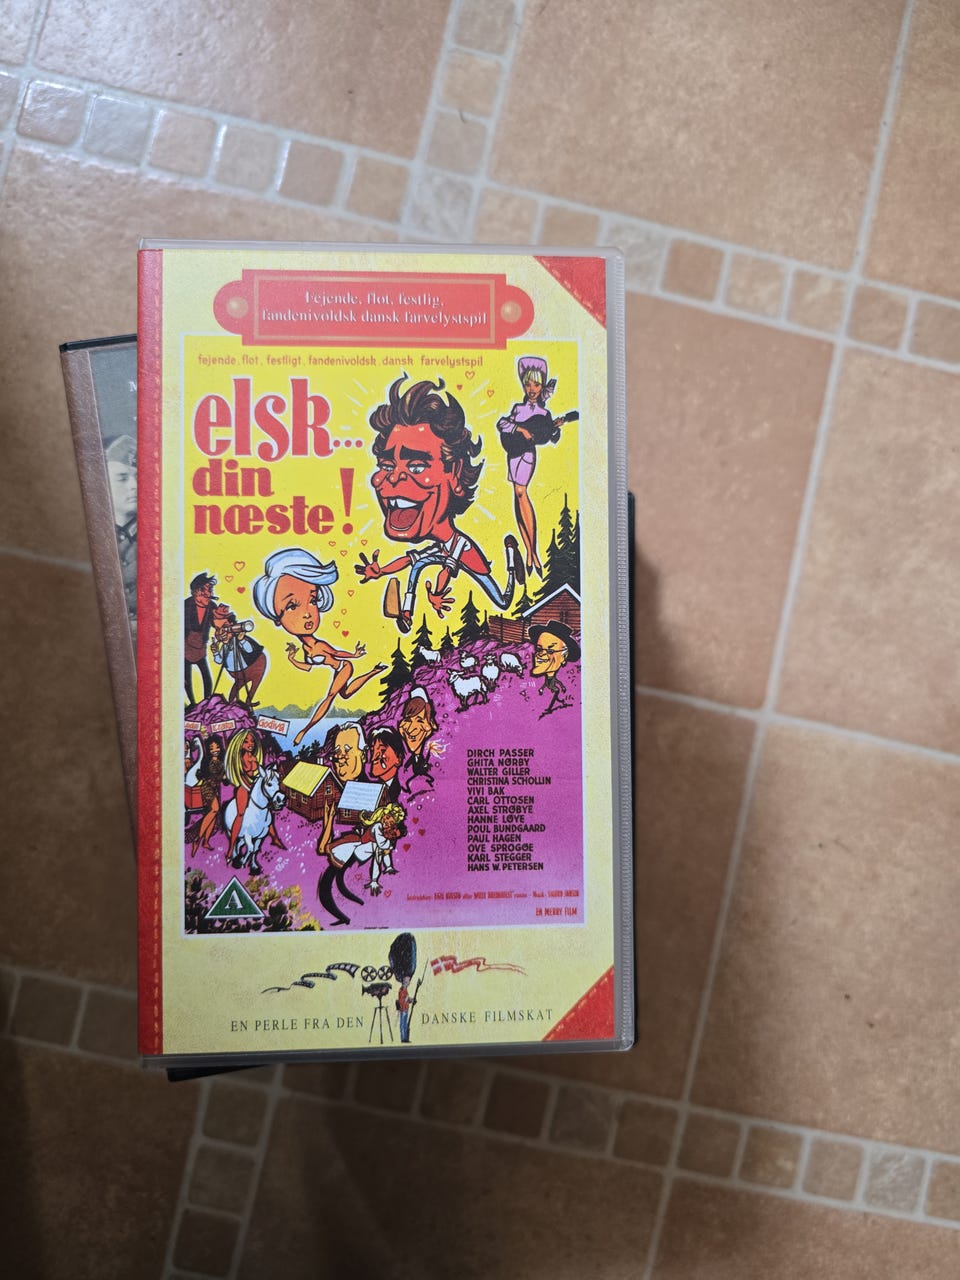 Fejende, flot, festlig,
fandenivoldsk dansk farvelystspil
fejende, flot, festligt, fandenivoldsk, dansk farvelystspil
elsk...
din
næste!
Godiva
DIRCH PASSER
GHITA NØRBY
WALTER GILLER
CHRISTINA SCHOLLIN
VIVI BAK
CARL OTTOSEN
AXEL STRØBYE
HANNE LØYE
POUL BUNDGAARD
PAUL HAGEN
OVE SPROGØE
KARL STEGGER
HANS W. PETERSEN
EN MERRY FILM
A
EN PERLE FRA DEN DANSKE FILMSKAT